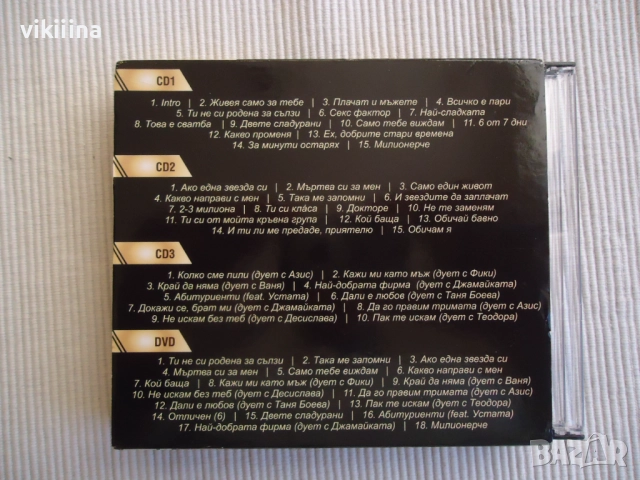 vikiiina
CD1
1. Intro | 2. Живея само за тебе | 3. Плачат и мъжете | 4. Всичко е пари
5. Ти не си родена за сълзи | 6. Секс фактор | 7. Най-сладката
8. Това е сватба | 9. Двете сладурани | 10. Само тебе виждам | 11. 6 от 7 дни
12. Какво променя | 13. Ех, добрите стари времена
14. За минути остарях | 15. Милионерче
CD2
1. Ако една звезда си | 2. Мъртва си за мен | 3. Само един живот
4. Какво направи с мен | 5. Така ме запомни | 6. И звездите да заплачат
7. 2-3 милиона | 8. Ти си клàса | 9. Докторе | 10. Не те заменям
11. Ти си от мойта кръвна група | 12. Кой баща | 13. Обичай бавно
14. И ти ли ме предаде, приятелю | 15. Обичам я
CD3
1. Колко сме пили (дует с Азис) | 2. Кажи ми като мъж (дует с Фики)
3. Край да няма (дует с Ваня) | 4. Най-добрата фирма (дует с Джамайката)
5. Абитуриенти (feat. Устата) | 6. Дали е любов (дует с Таня Боева)
7. Докажи се, брат ми (дует с Джамайката) | 8. Да го правим тримата (дует с Азис)
9. Не искам без теб (дует с Десислава) | 10. Пак те искам (дует с Теодора)
DVD
1. Ти не си родена за сълзи | 2. Така ме запомни | 3. Ако една звезда си
4. Мъртва си за мен | 5. Само тебе виждам | 6. Какво направи с мен
7. Кой баща | 8. Кажи ми като мъж (дует с Фики) | 9. Край да няма (дует с Ваня)
10. Не искам без теб (дует с Десислава) | 11. Да го правим тримата (дует с Азис)
12. Дали е любов (дует с Таня Боева) | 13. Пак те искам (дует с Теодора)
14. Отличен (6) | 15. Двете сладурани | 16. Абитуриенти (feat. Устата)
17. Най-добрата фирма (дует с Джамайката) | 18. Милионерче
BAZAR